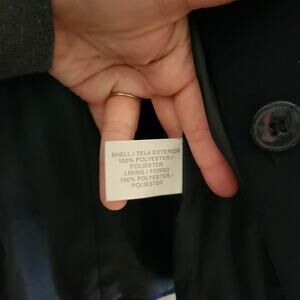 SHELL / TELA EXTERIOR
100% POLYESTER /
POLIESTER
LINING / FORRO
100% POLYESTER /
POLIESTER